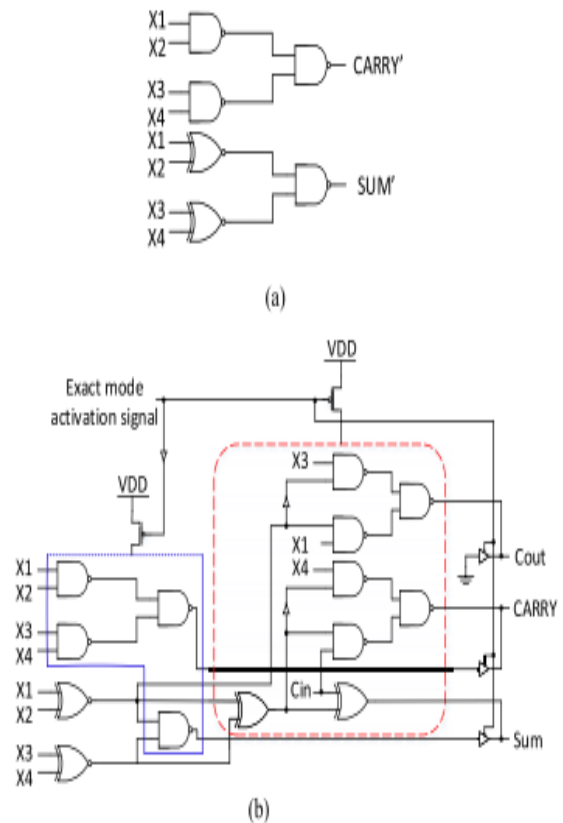 X1
X2
CARRY'
X3
X4
X1
X2
SUM'
X3
X4
(a)
VDD
Exact mode
activation signal
X3
VDD
X1
Cout
X1
X2
X4
CARRY
X3
X4
X1
X2
Cin
X3
X4
Sum
(b)